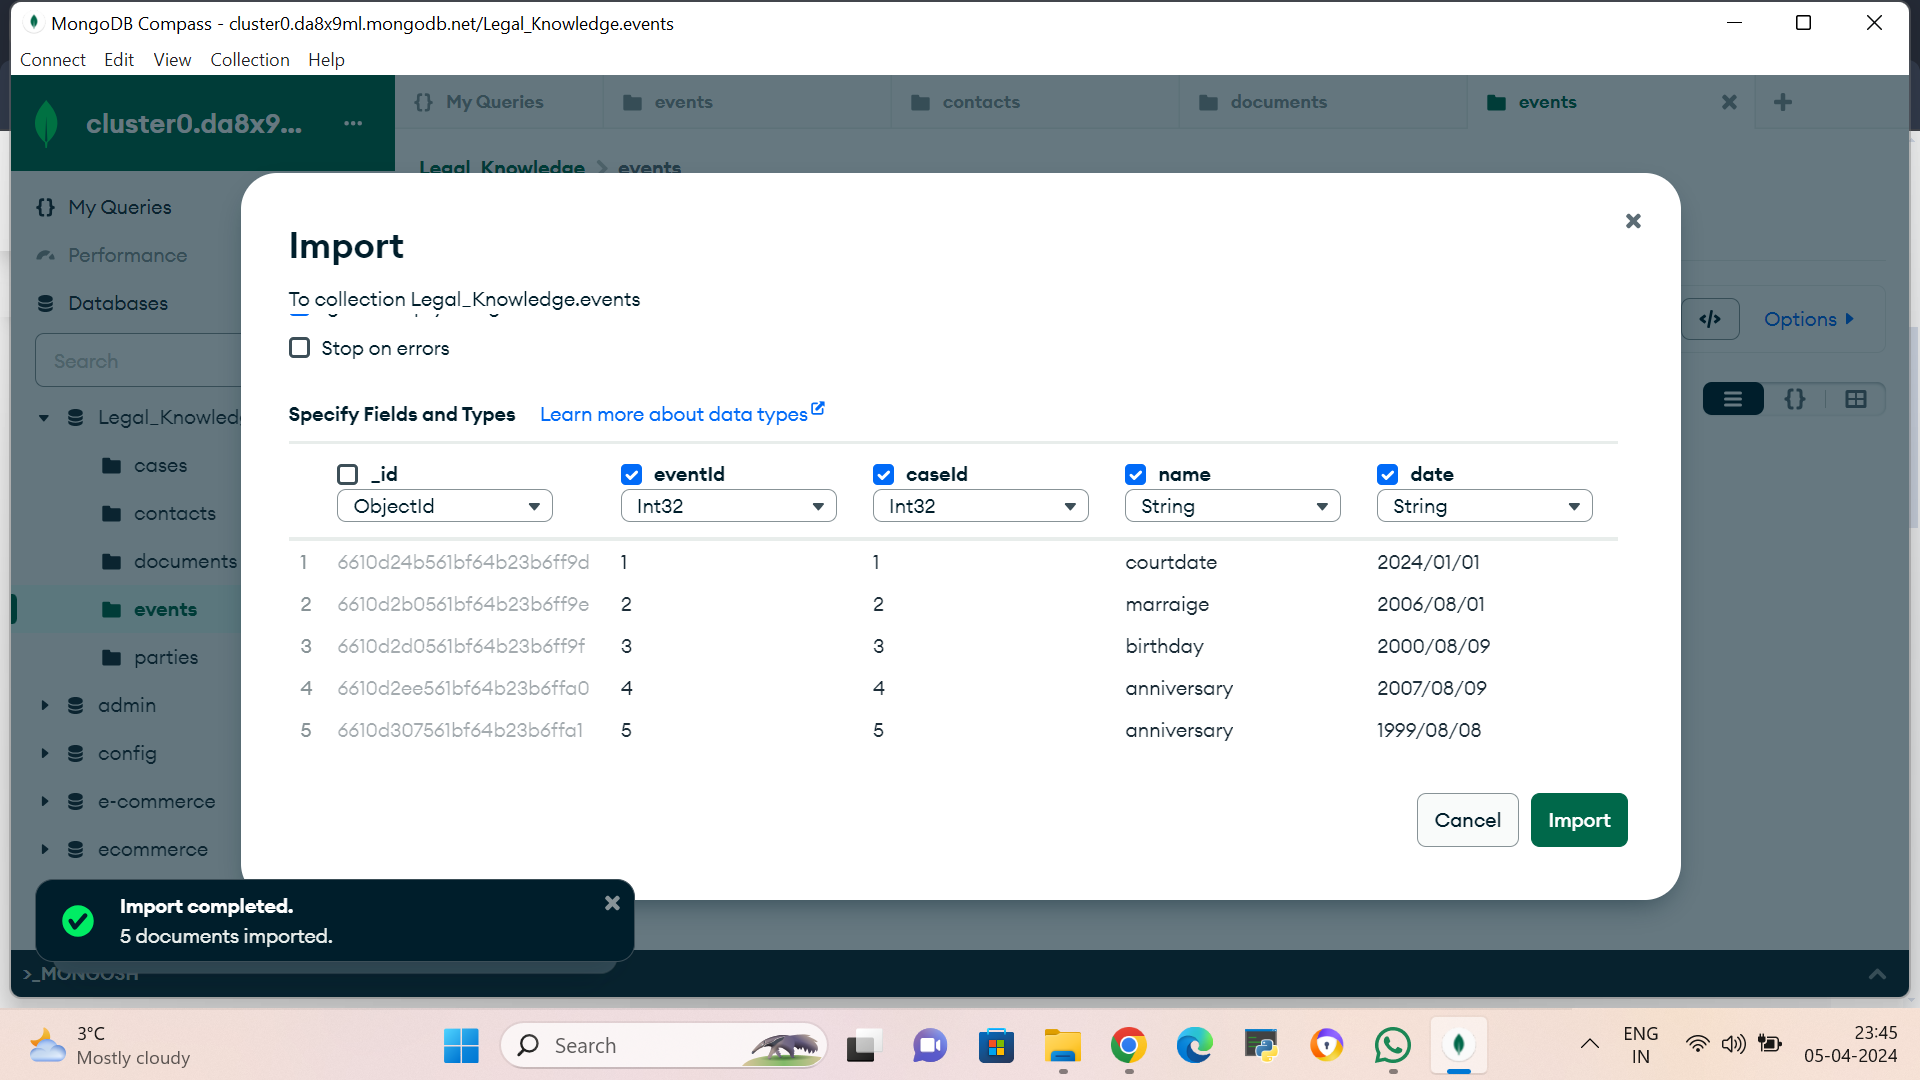 MongoDB Compass - cluster0.da8x9ml.mongodb.net/Legal_Knowledge.events
Connect Edit View Collection Help
cluster0.da8x9... ...
{} My Queries events contacts documents events
Legal_Knowledge > events
{} My Queries
Performance
Databases
Search
Legal_Knowled
cases
contacts
documents
events
parties
admin
config
e-commerce
ecommerce
Import
To collection Legal_Knowledge.events
Stop on errors
Specify Fields and Types Learn more about data types
_id eventId caseId name date
ObjectId Int32 Int32 String String
1 6610d24b561bf64b23b6ff9d 1 1 courtdate 2024/01/01
2 6610d2b0561bf64b23b6ff9e 2 2 marraige 2006/08/01
3 6610d2d0561bf64b23b6ff9f 3 3 birthday 2000/08/09
4 6610d2ee561bf64b23b6ffa0 4 4 anniversary 2007/08/09
5 6610d307561bf64b23b6ffa1 5 5 anniversary 1999/08/08
Cancel Import
</> Options
{}
Import completed.
5 documents imported.
>_MONGOSH
3°C
Mostly cloudy
Search
ENG
IN
23:45
05-04-2024